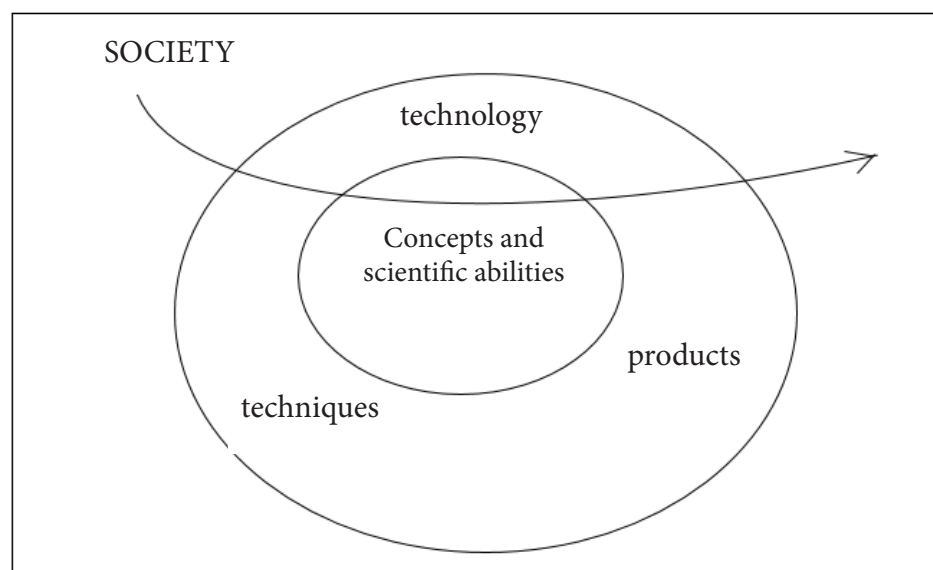 SOCIETY
technology
Concepts and
scientific abilities
products
techniques